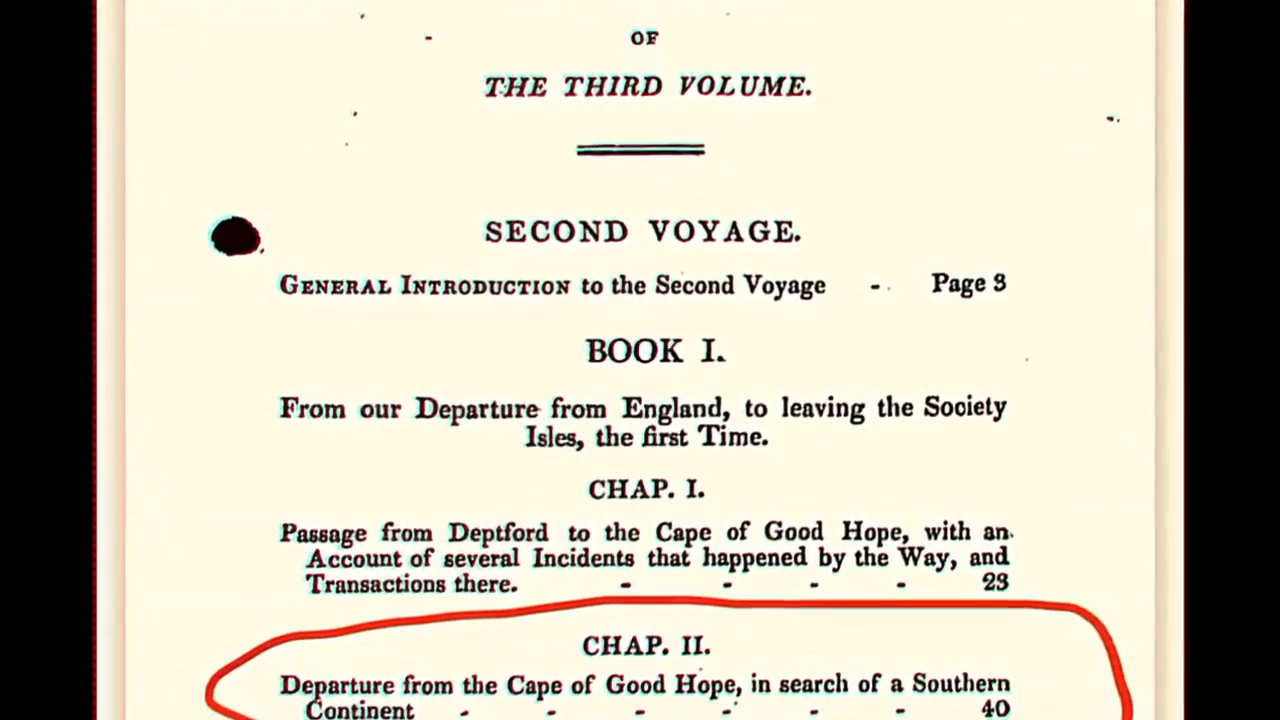 OF
THE THIRD VOLUME.
SECOND VOYAGE.
GENERAL INTRODUCTION to the Second Voyage - Page 3
BOOK I.
From our Departure from England, to leaving the Society
Isles, the first Time.
CHAP. I.
Passage from Deptford to the Cape of Good Hope, with an
Account of several Incidents that happened by the Way, and
Transactions there. - - - - 23
CHAP. II.
Departure from the Cape of Good Hope, in search of a Southern
Continent - - - - - - 40